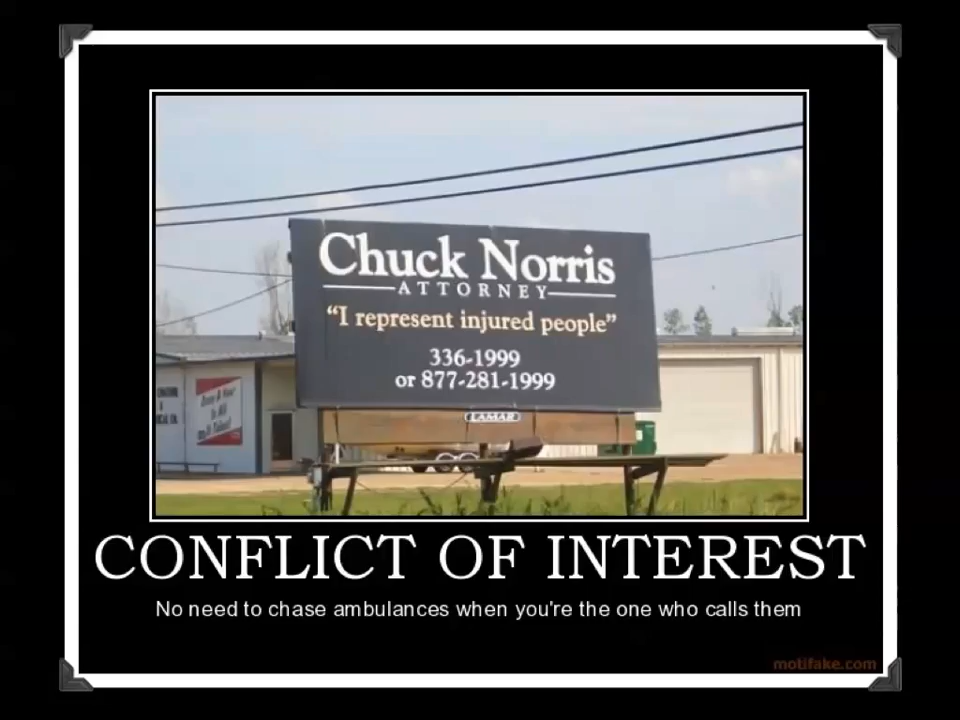 Chuck Norris
ATTORNEY
“I represent injured people”
336-1999
or 877-281-1999
LAMAR
CONFLICT OF INTEREST
No need to chase ambulances when you're the one who calls them
motifake.com